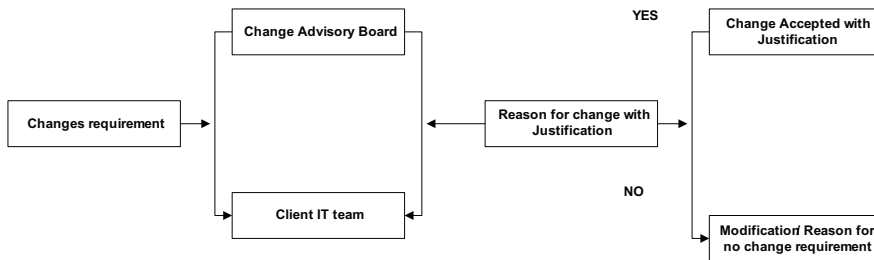 YES
Change Advisory Board
Change Accepted with
Justification
Changes requirement
Reason for change with
Justification
NO
Client IT team
Modification/ Reason for
no change requirement